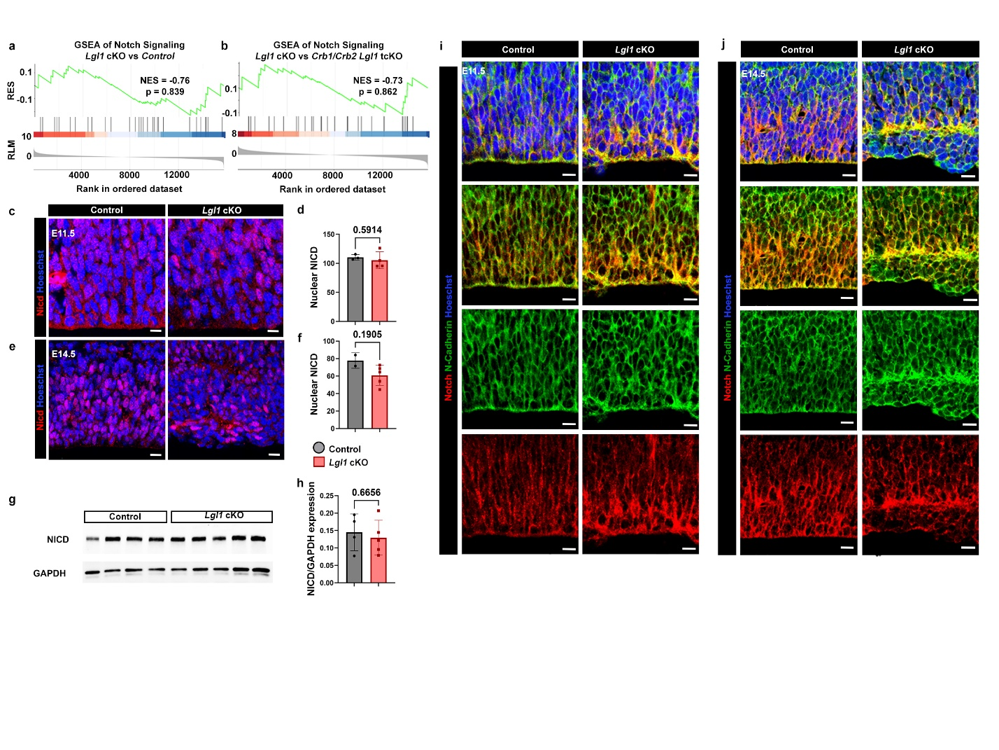 a
GSEA of Notch Signaling
Lgl1 cKO vs Control
NES = -0.76
p = 0.839
RES
0.1
-0.1
10
RLM
0
4000 8000 12000
Rank in ordered dataset
b
GSEA of Notch Signaling
Lgl1 cKO vs Crb1/Crb2 Lgl1 tcKO
NES = -0.73
p = 0.862
0.1
-0.1
8
0
4000 8000 12000
Rank in ordered dataset
c
Control Lgl1 cKO
E11.5
Nicd Hoeschst
d
0.5914
Nuclear NICD
150
100
50
0
e
E14.5
Nicd Hoeschst
f
0.1905
Nuclear NICD
100
80
60
40
20
0
Control
Lgl1 cKO
g
Control Lgl1 cKO
NICD
GAPDH
h
0.6656
NICD/GAPDH expression
0.25
0.20
0.15
0.10
0.05
0.00
i
Control Lgl1 cKO
E11.5
Notch N-Cadherin Hoeschst
j
Control Lgl1 cKO
E14.5
Notch N-Cadherin Hoeschst